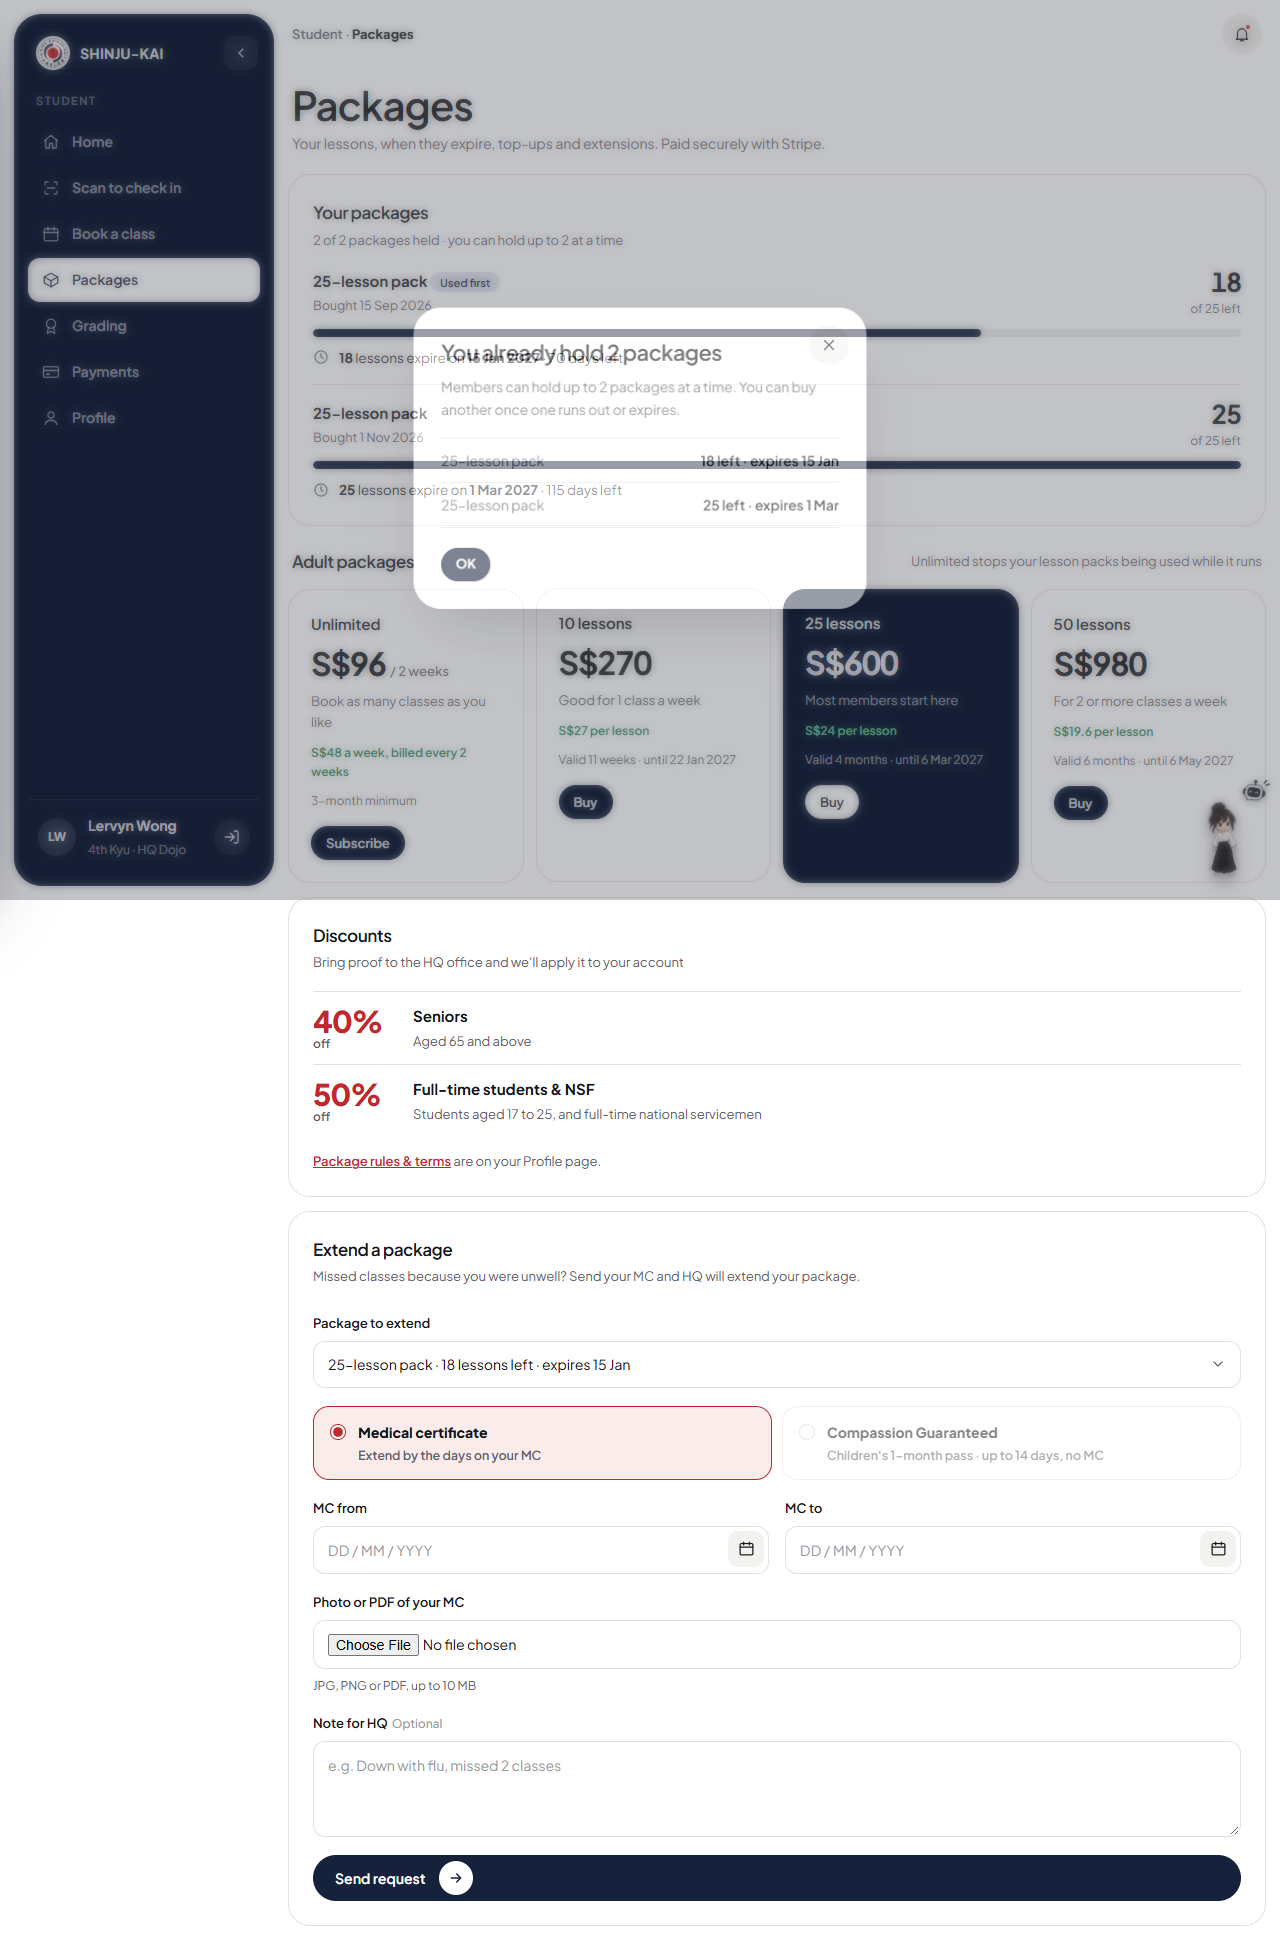 SHINJU-KAI
STUDENT
Home
Scan to check in
Book a class
Packages
Grading
Payments
Profile
LW
Lervyn Wong
4th Kyu · HQ Dojo
Student · Packages
Packages
Your lessons, when they expire, top-ups and extensions. Paid securely with Stripe.
Your packages
2 of 2 packages held · you can hold up to 2 at a time
25-lesson pack Used first
Bought 15 Sep 2026
18
of 25 left
18 lessons expire on 15 Jan 2027 · 70 days left
25-lesson pack
Bought 1 Nov 2026
25
of 25 left
25 lessons expire on 1 Mar 2027 · 115 days left
You already hold 2 packages
Members can hold up to 2 packages at a time. You can buy
another once one runs out or expires.
25-lesson pack 18 left · expires 15 Jan
25-lesson pack 25 left · expires 1 Mar
OK
Adult packages
Unlimited stops your lesson packs being used while it runs
Unlimited
S$96 / 2 weeks
Book as many classes as you
like
S$48 a week, billed every 2
weeks
3-month minimum
Subscribe
10 lessons
S$270
Good for 1 class a week
S$27 per lesson
Valid 11 weeks · until 22 Jan 2027
Buy
25 lessons
S$600
Most members start here
S$24 per lesson
Valid 4 months · until 6 Mar 2027
Buy
50 lessons
S$980
For 2 or more classes a week
S$19.6 per lesson
Valid 6 months · until 6 May 2027
Buy
Discounts
Bring proof to the HQ office and we'll apply it to your account
40%
off
Seniors
Aged 65 and above
50%
off
Full-time students & NSF
Students aged 17 to 25, and full-time national servicemen
Package rules & terms are on your Profile page.
Extend a package
Missed classes because you were unwell? Send your MC and HQ will extend your package.
Package to extend
25-lesson pack · 18 lessons left · expires 15 Jan
Medical certificate
Extend by the days on your MC
Compassion Guaranteed
Children's 1-month pass · up to 14 days, no MC
MC from
DD / MM / YYYY
MC to
DD / MM / YYYY
Photo or PDF of your MC
Choose File No file chosen
JPG, PNG or PDF, up to 10 MB
Note for HQ Optional
e.g. Down with flu, missed 2 classes
Send request